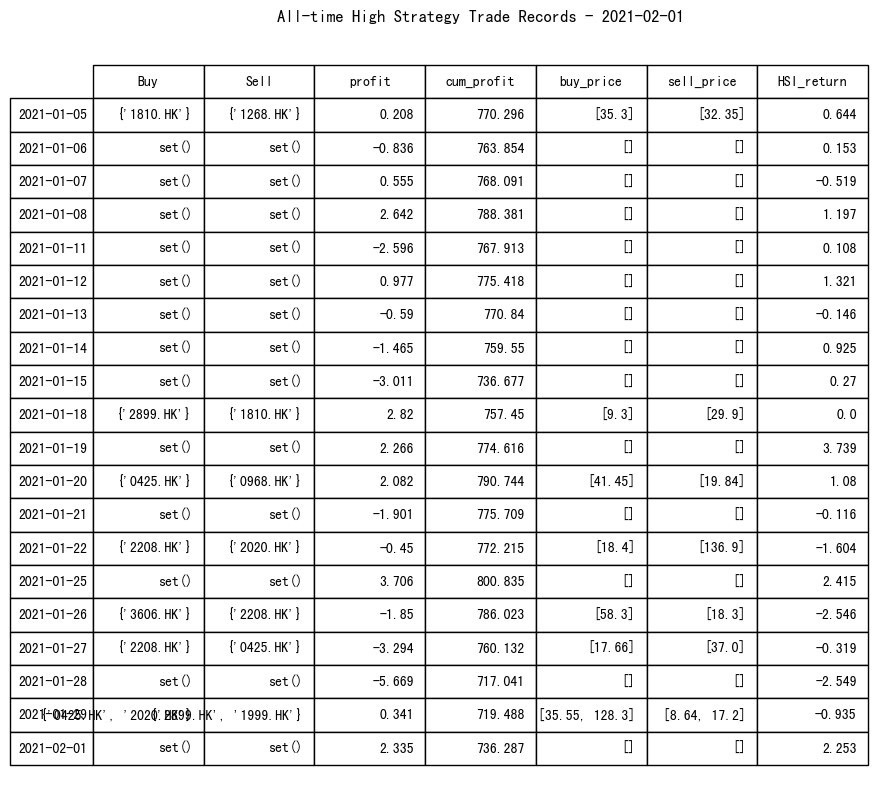 All-time High Strategy Trade Records - 2021-02-01
Buy Sell profit cum_profit buy_price sell_price HSI_return
2021-01-05 {'1810.HK'} {'1268.HK'} 0.208 770.296 [35.3] [32.35] 0.644
2021-01-06 set() set() -0.836 763.854 [] [] 0.153
2021-01-07 set() set() 0.555 768.091 [] [] -0.519
2021-01-08 set() set() 2.642 788.381 [] [] 1.197
2021-01-11 set() set() -2.596 767.913 [] [] 0.108
2021-01-12 set() set() 0.977 775.418 [] [] 1.321
2021-01-13 set() set() -0.59 770.84 [] [] -0.146
2021-01-14 set() set() -1.465 759.55 [] [] 0.925
2021-01-15 set() set() -3.011 736.677 [] [] 0.27
2021-01-18 {'2899.HK'} {'1810.HK'} 2.82 757.45 [9.3] [29.9] 0.0
2021-01-19 set() set() 2.266 774.616 [] [] 3.739
2021-01-20 {'0425.HK'} {'0968.HK'} 2.082 790.744 [41.45] [19.84] 1.08
2021-01-21 set() set() -1.901 775.709 [] [] -0.116
2021-01-22 {'2208.HK'} {'2020.HK'} -0.45 772.215 [18.4] [136.9] -1.604
2021-01-25 set() set() 3.706 800.835 [] [] 2.415
2021-01-26 {'3606.HK'} {'2208.HK'} -1.85 786.023 [58.3] [18.3] -2.546
2021-01-27 {'2208.HK'} {'0425.HK'} -3.294 760.132 [17.66] [37.0] -0.319
2021-01-28 set() set() -5.669 717.041 [] [] -2.549
2021-01-29 {'0425.HK', '2020.HK'} {'2899.HK', '1999.HK'} 0.341 719.488 [35.55, 128.3] [8.64, 17.2] -0.935
2021-02-01 set() set() 2.335 736.287 [] [] 2.253